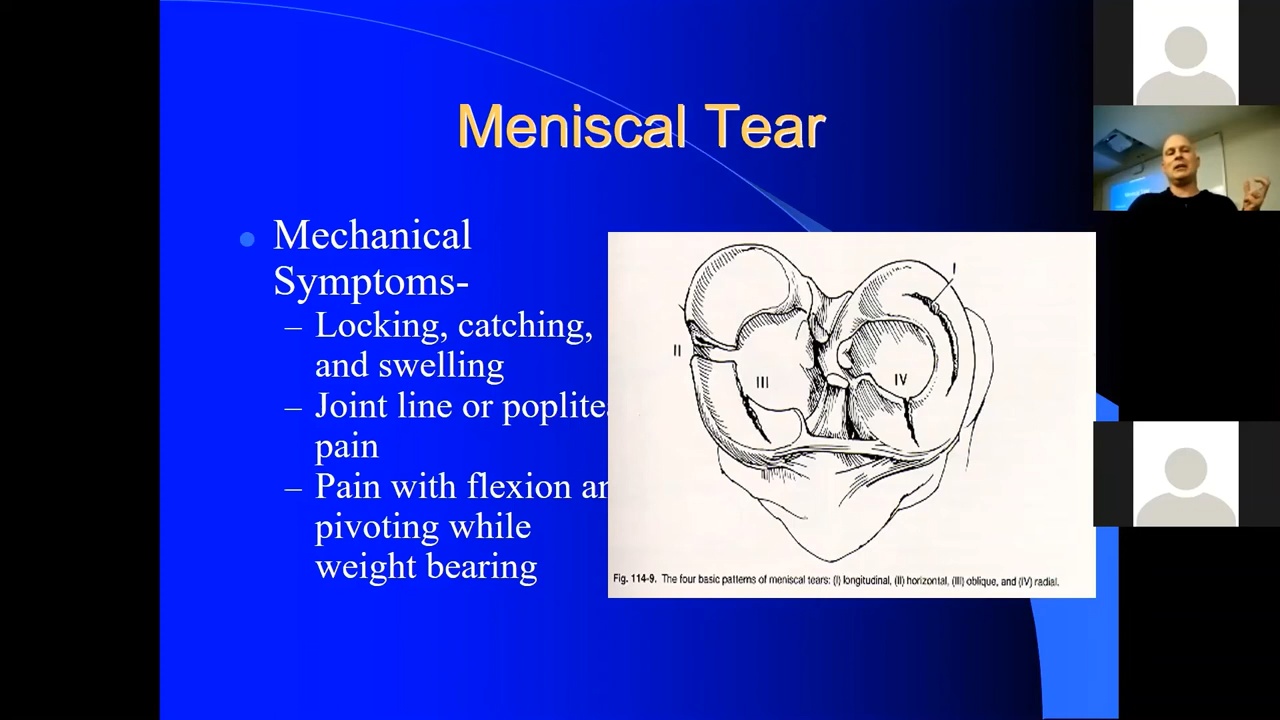 Meniscal Tear
Mechanical
Symptoms-
– Locking, catching,
and swelling
– Joint line or
pain
– Pain with flexion
pivoting while
weight bearing
I
II
III
IV
Fig. 114-9. The four basic patterns of meniscal tears: (I) longitudinal, (II) horizontal, (III) oblique, and (IV) radial.